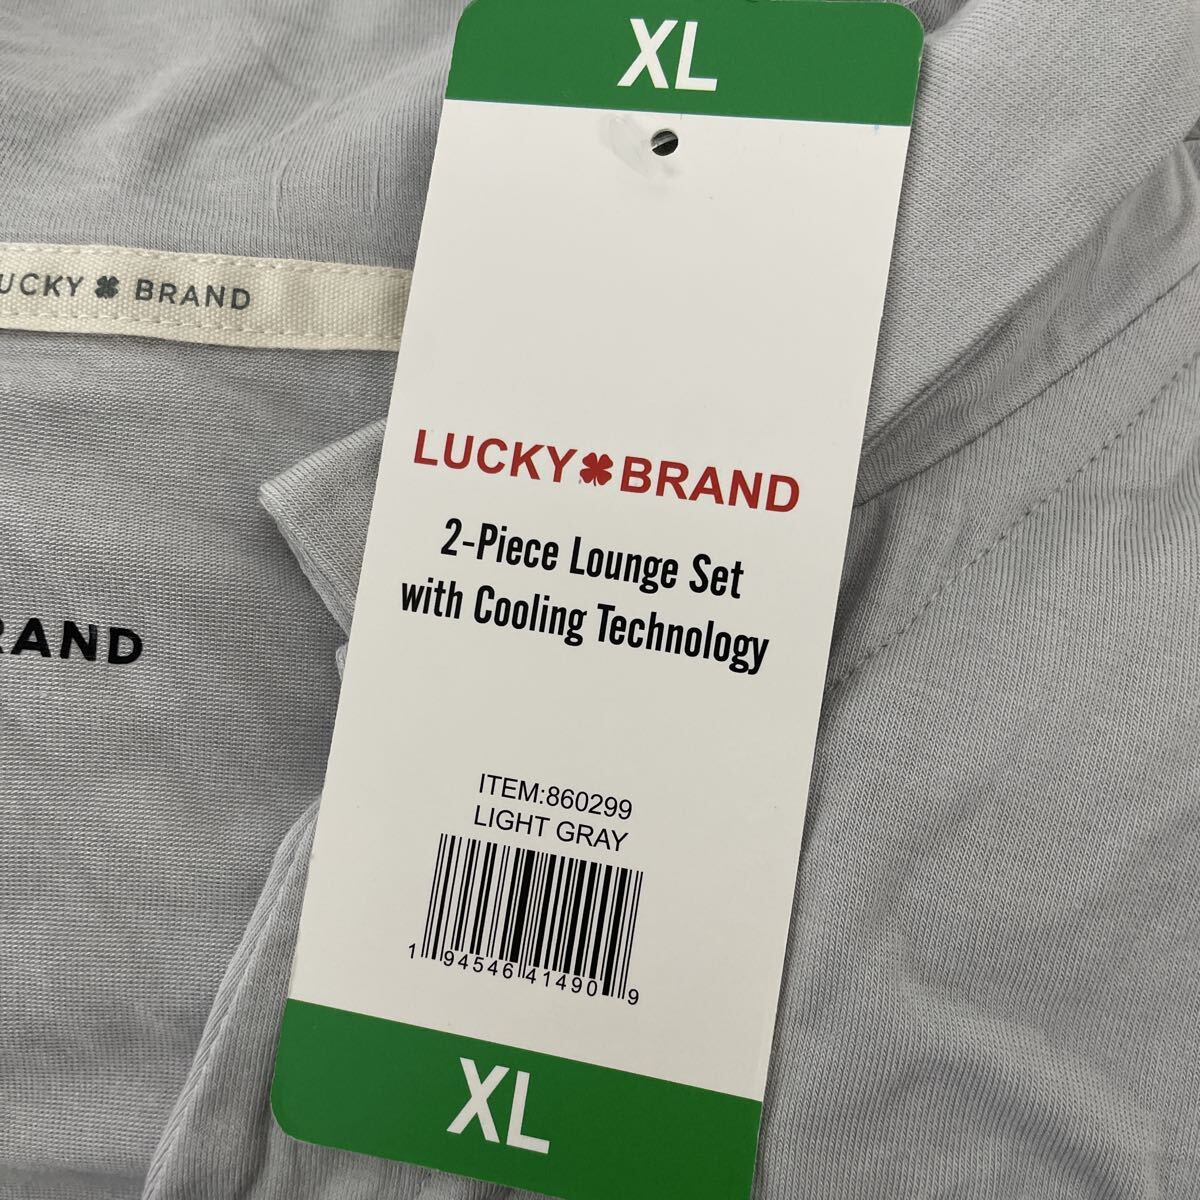 XL
UCKY BRAND
LUCKY BRAND
2-Piece Lounge Set
with Cooling Technology
RAND
ITEM:860299
LIGHT GRAY
1 94546 41490 9
XL